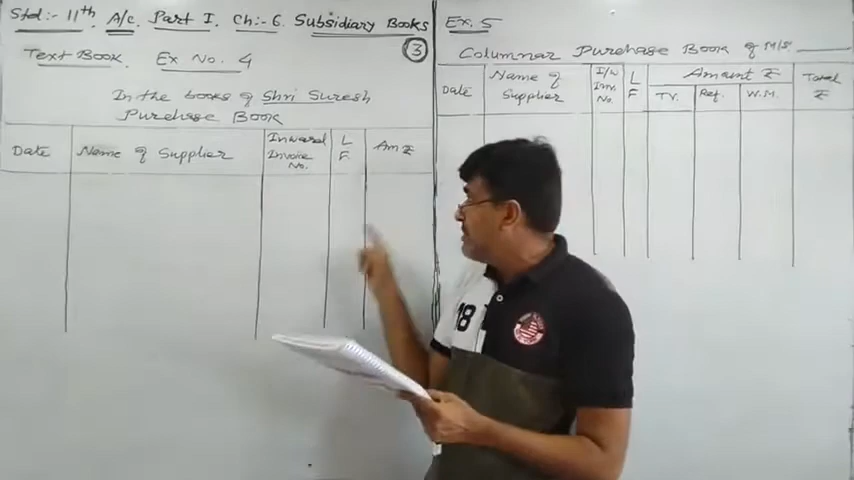 Std:- 11th A/c. Part I. Ch:- 6. Subsidiary Books
3
Text Book. Ex No. 4
In the books of Shri Suresh
Purchase Book
Date Name of Supplier Inward Invoice No. L F. Am ₹
Ex. 5
Columnar Purchase Book of M/s
Date Name of Supplier I/W Inv. No. L F Amount ₹ Total ₹
TV. Ref. W.M.
18